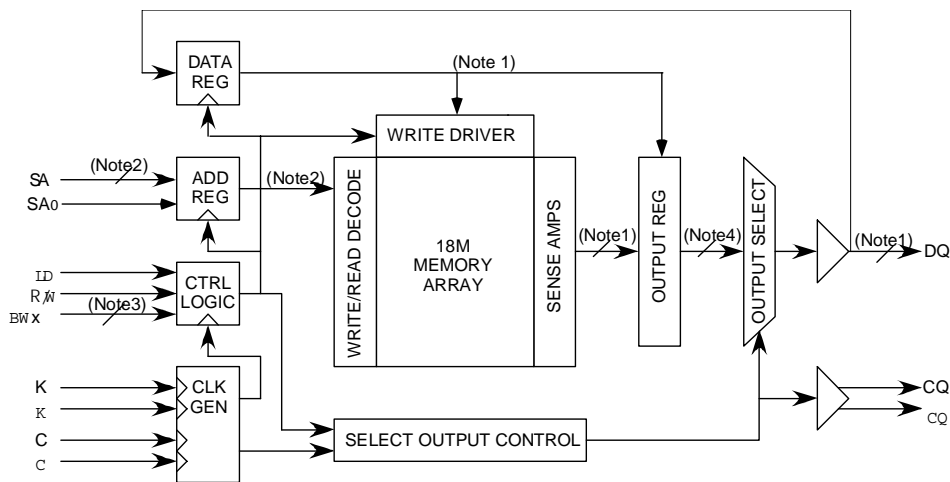 DATA
REG
(Note 1)
WRITE DRIVER
SA
(Note2)
SA0
ADD
REG
(Note2)
WRITE/READ DECODE
18M
MEMORY
ARRAY
SENSE AMPS
(Note1)
OUTPUT REG
(Note4)
OUTPUT SELECT
(Note1)
DQ
LD
R/W
BWx
(Note3)
CTRL
LOGIC
K
K
C
C
CLK
GEN
SELECT OUTPUT CONTROL
CQ
CQ